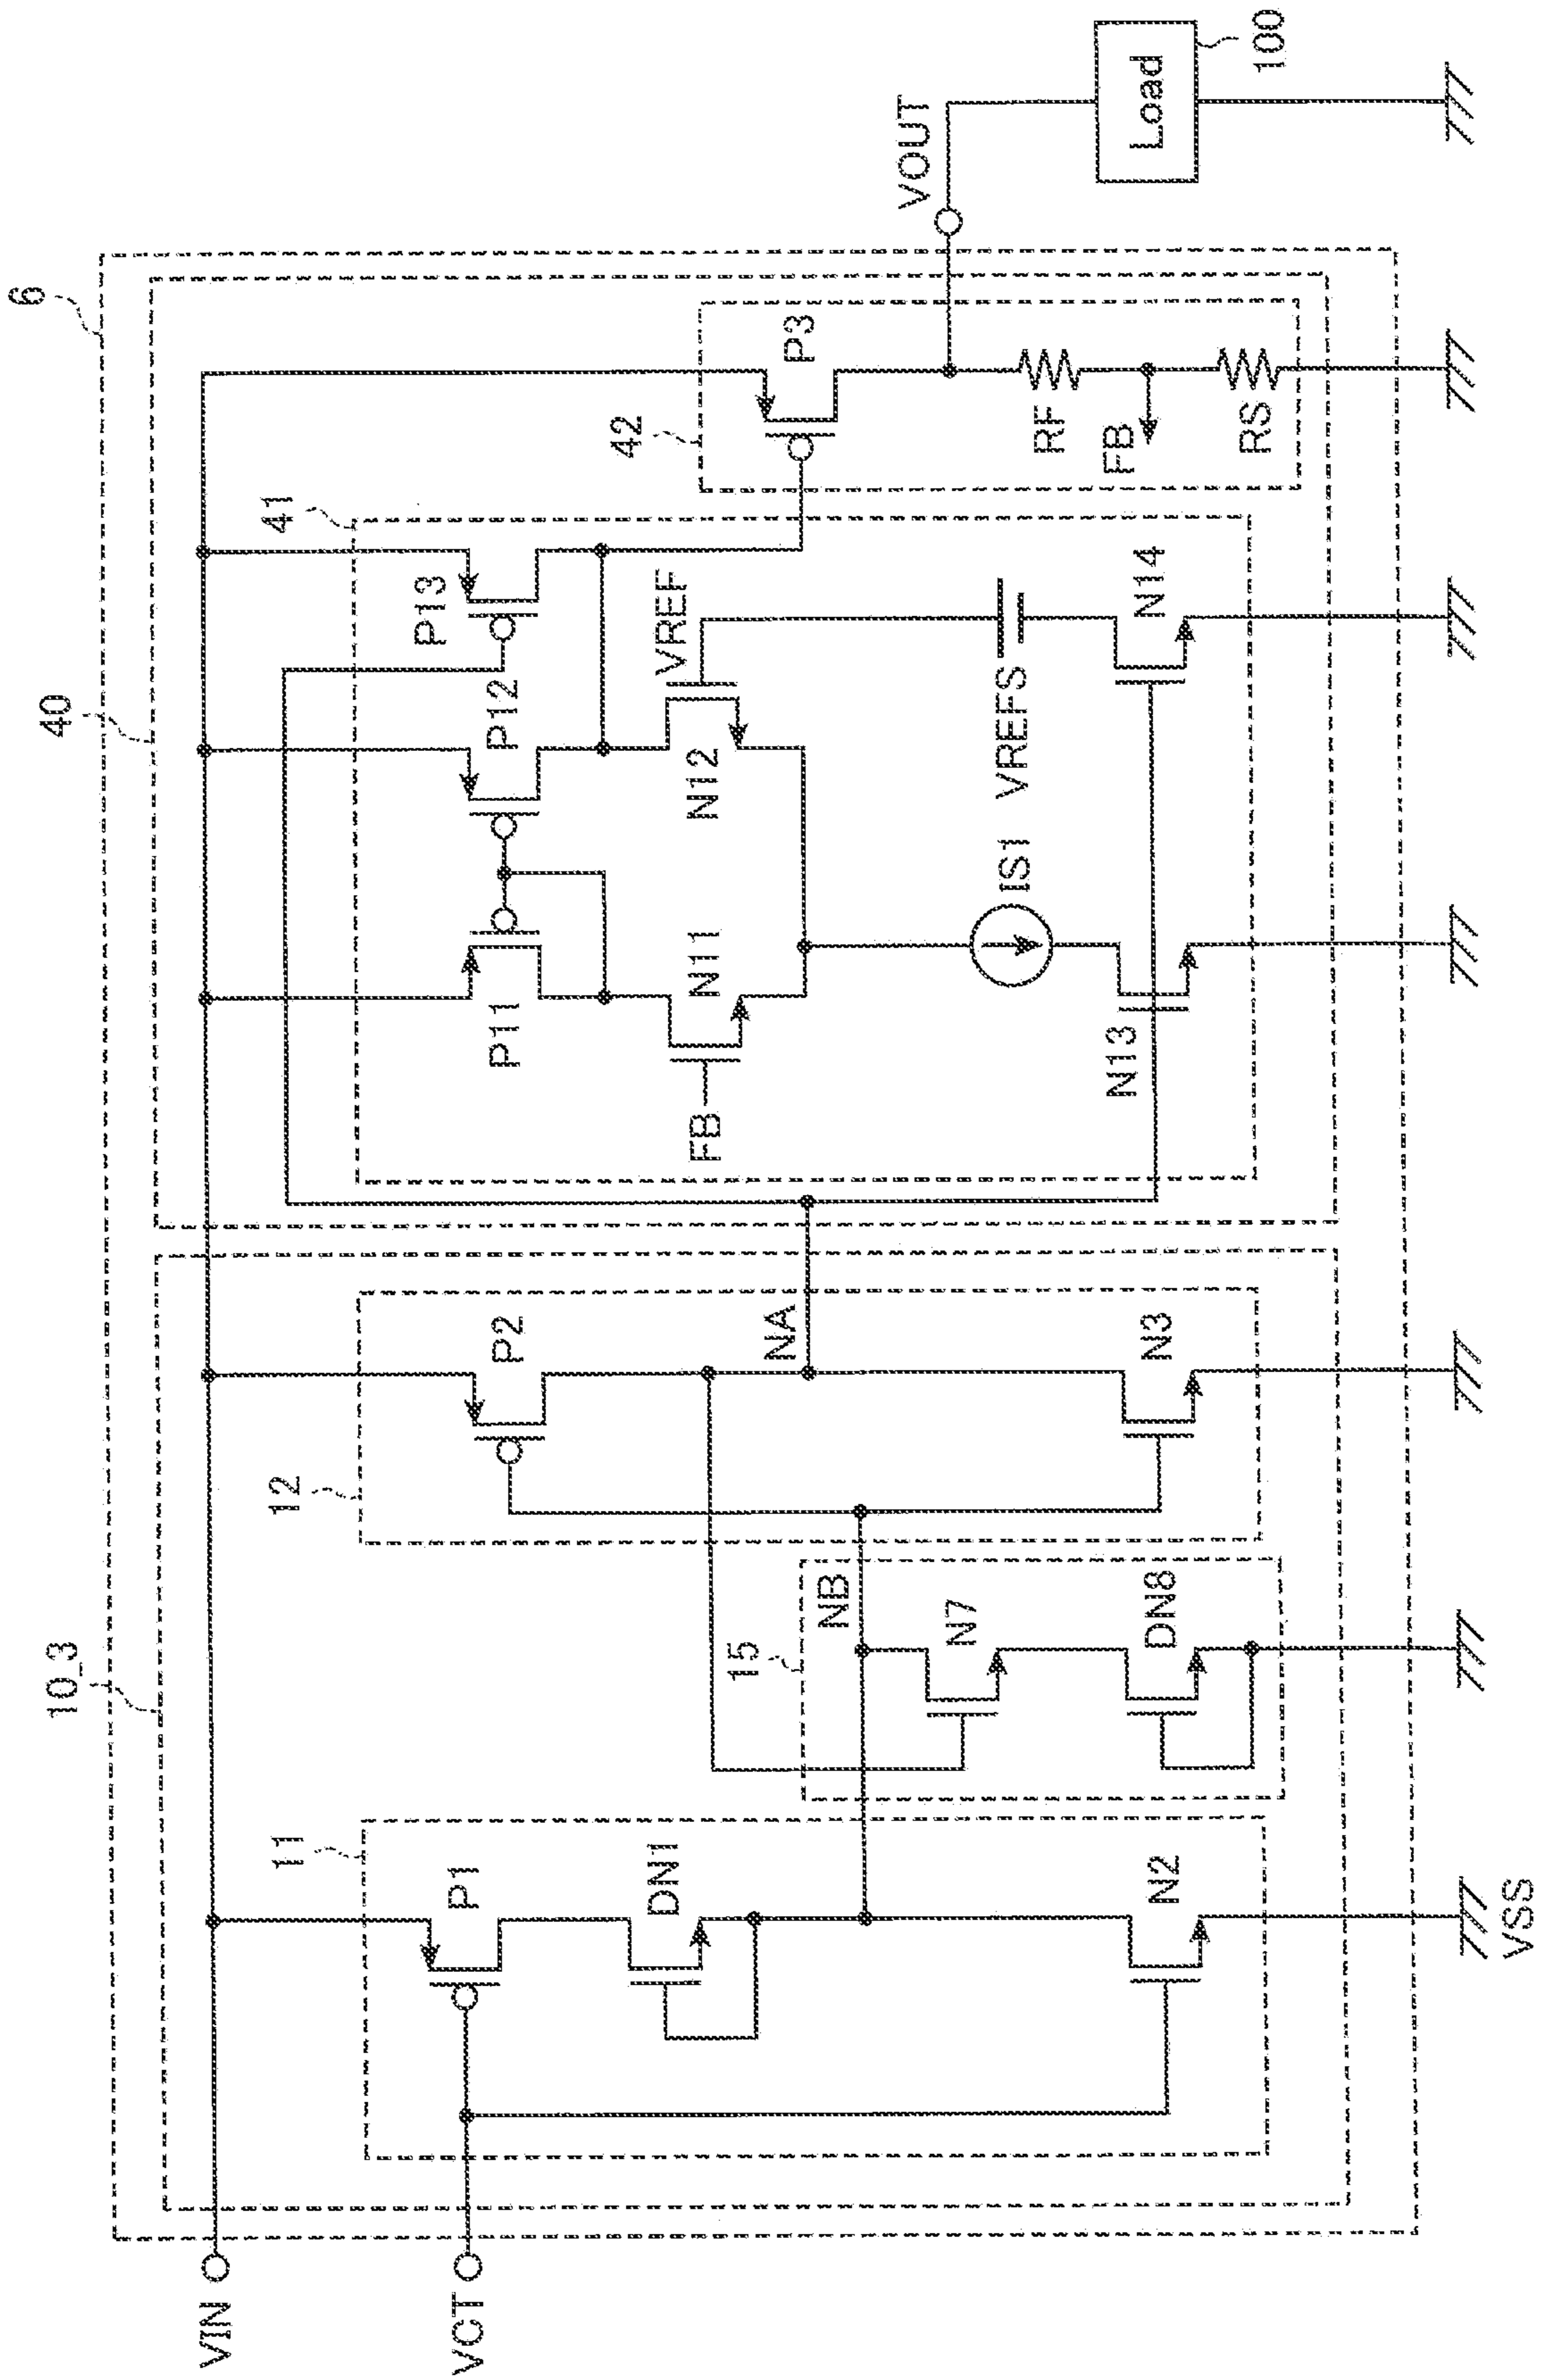 6
40
10_3
41
42
12
11
15
VIN
VCT
P1
DN1
N2
VSS
NB
N7
DN8
P2
NA
N3
P11
P12
P13
FB
N11
N12
VREF
IS1
VREFS
N13
N14
P3
RF
FB
RS
VOUT
Load
100